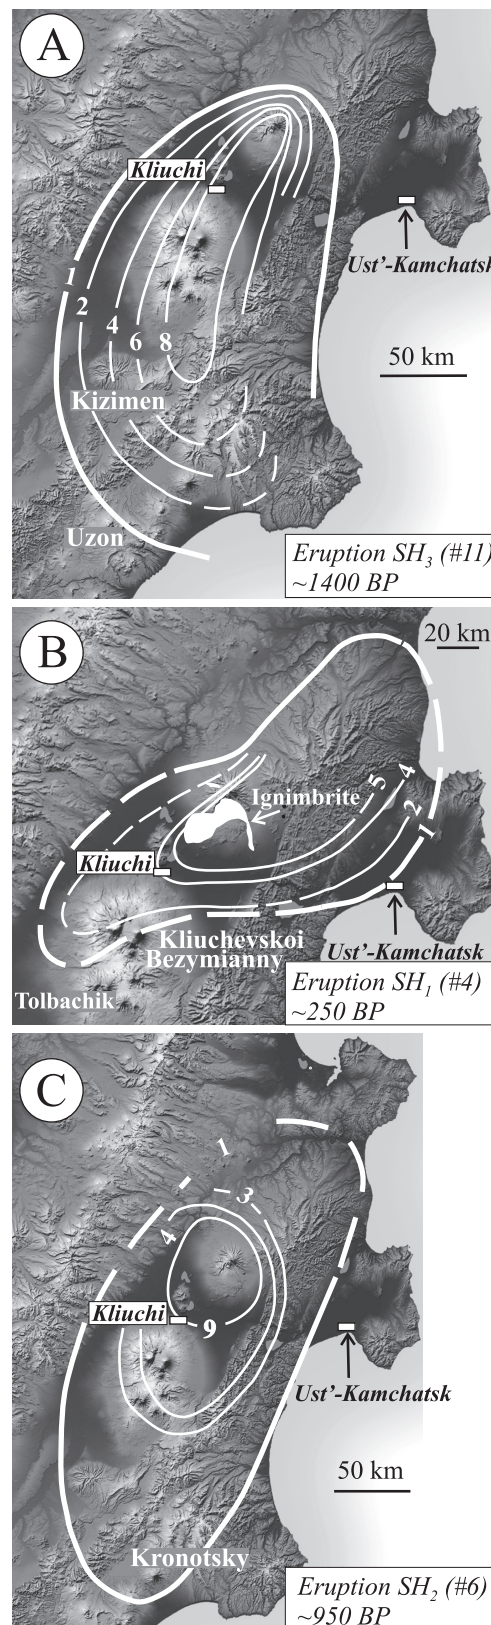 A
Kliuchi
Ust'-Kamchatsk
1
2
4
6
8
50 km
Kizimen
Uzon
Eruption SH3 (#11)
~1400 BP
B
20 km
Ignimbrite
5
4
2
1
Kliuchi
Kliuchevskoi
Bezymianny
Ust'-Kamchatsk
Tolbachik
Eruption SH1 (#4)
~250 BP
C
1
3
4
Kliuchi
9
Ust'-Kamchatsk
50 km
Kronotsky
Eruption SH2 (#6)
~950 BP